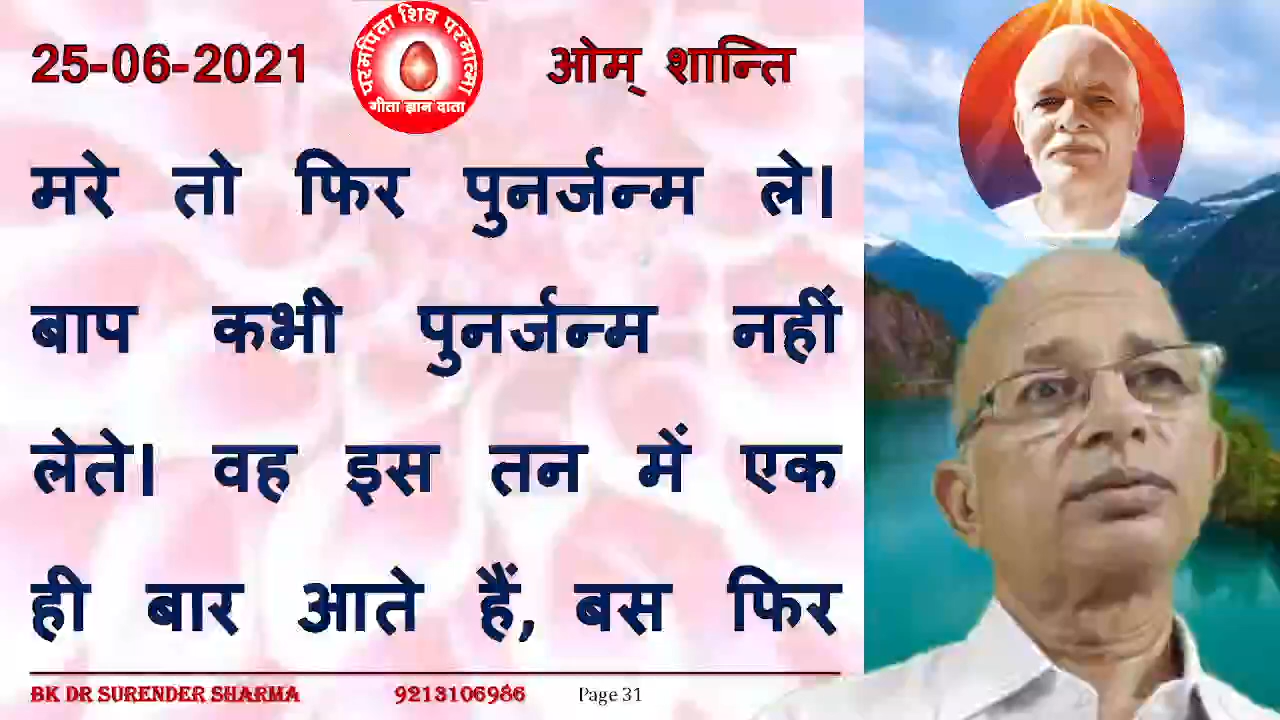 25-06-2021
परमपिता शिव परमात्मा
गीता ज्ञान दाता
ओम् शान्ति
मरे तो फिर पुनर्जन्म ले।
बाप कभी पुनर्जन्म नहीं
लेते। वह इस तन में एक
ही बार आते हैं, बस फिर
BK DR SURENDER SHARMA 9213106986 Page 31